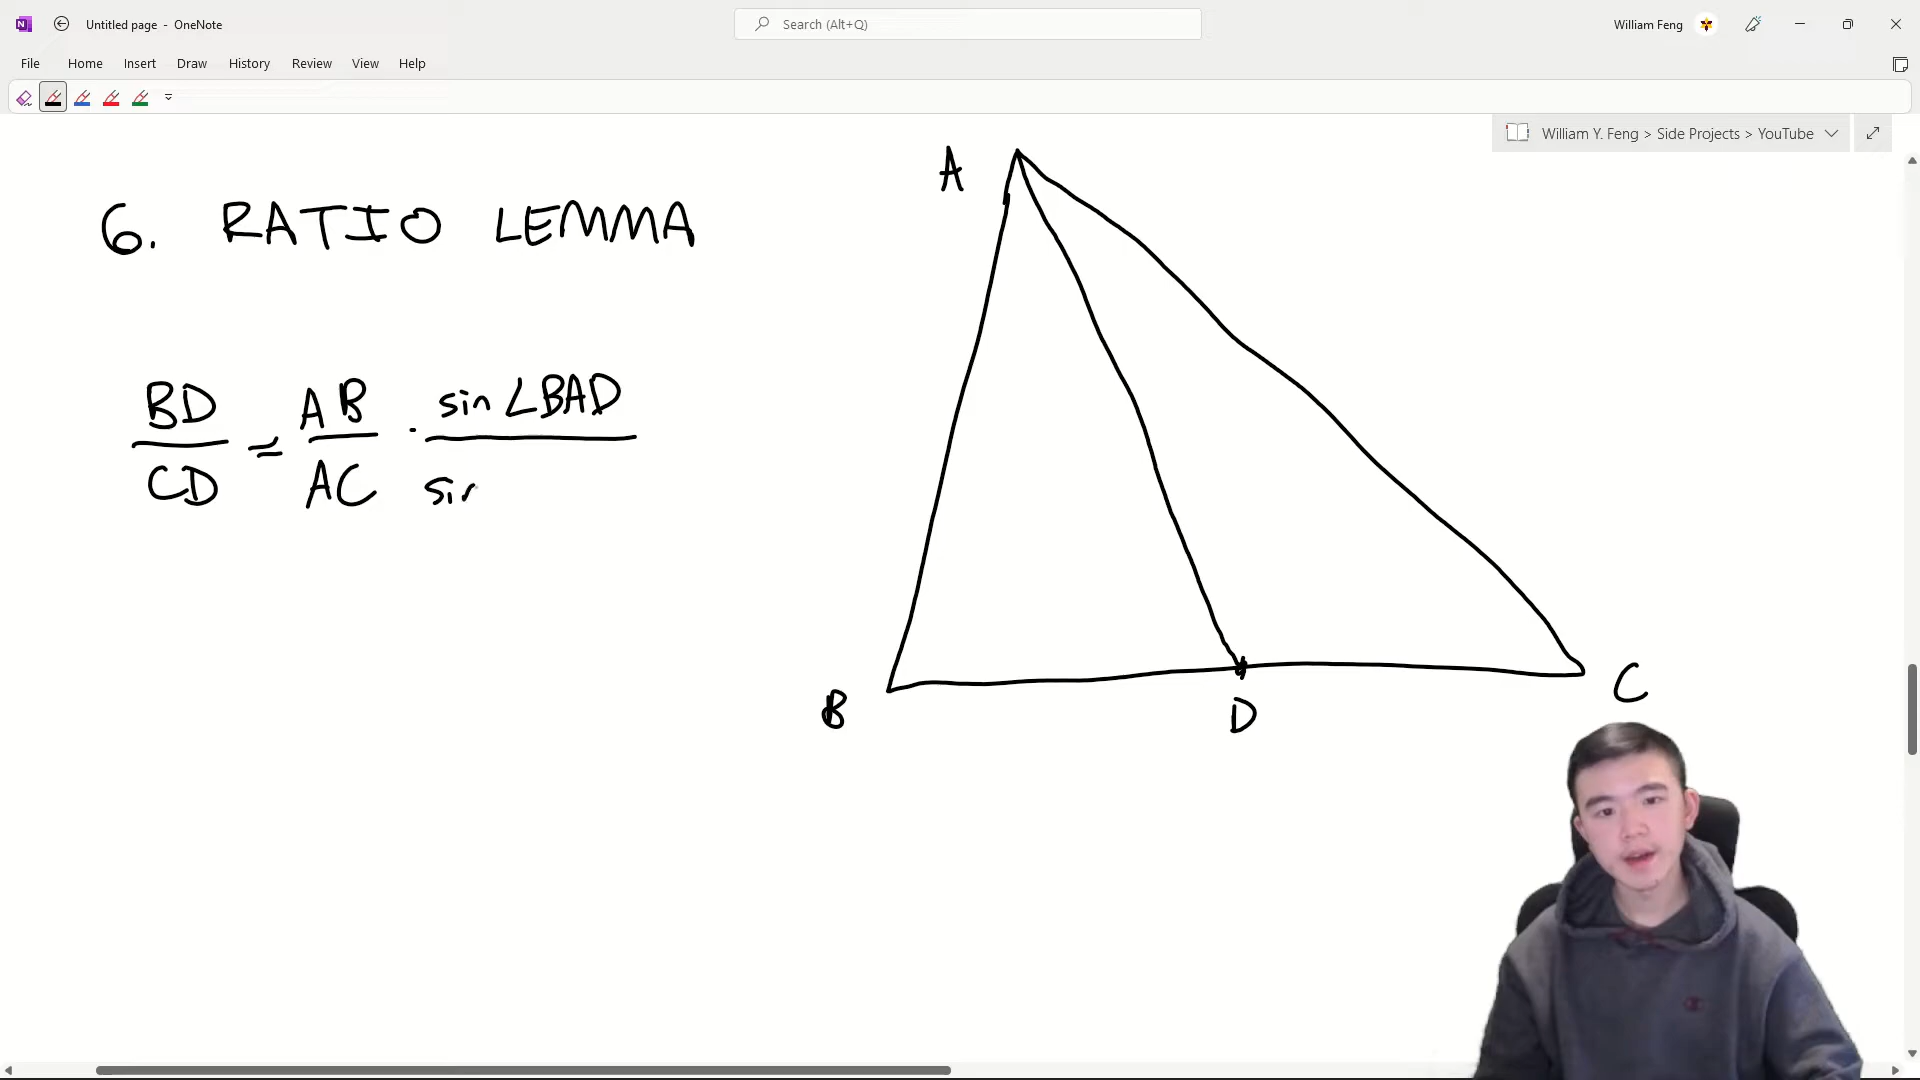 Untitled page - OneNote
Search (Alt+Q)
William Feng
File Home Insert Draw History Review View Help
William Y. Feng > Side Projects > YouTube
6. RATIO LEMMA
BD/CD = AB/AC · sin ∠BAD / sin
A
B
D
C